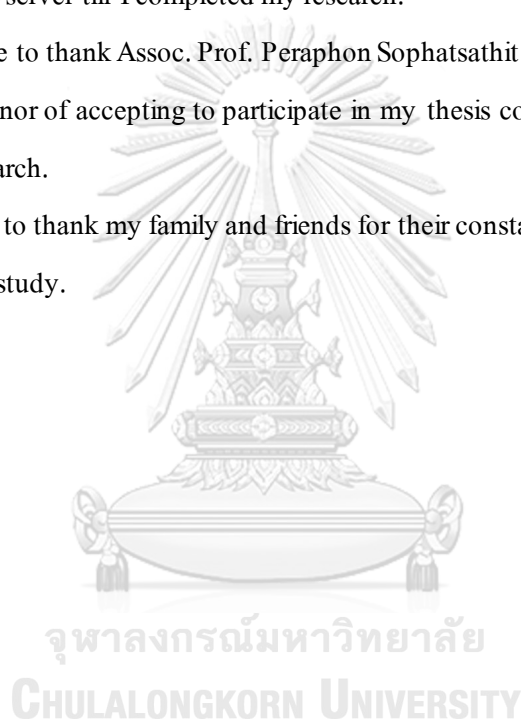 server till I completed my research.
e to thank Assoc. Prof. Peraphon Sophatsathit
nor of accepting to participate in my thesis co
arch.
to thank my family and friends for their consta
study.
จุฬาลงกรณ์มหาวิทยาลัย
CHULALONGKORN UNIVERSITY